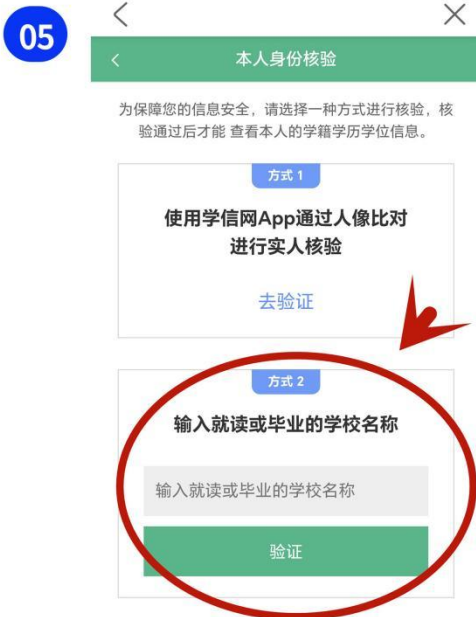 05
本人身份核验
为保障您的信息安全，请选择一种方式进行核验，核
验通过后才能 查看本人的学籍学历学位信息。
方式 1
使用学信网App通过人像比对
进行实人核验
去验证
方式 2
输入就读或毕业的学校名称
输入就读或毕业的学校名称
验证